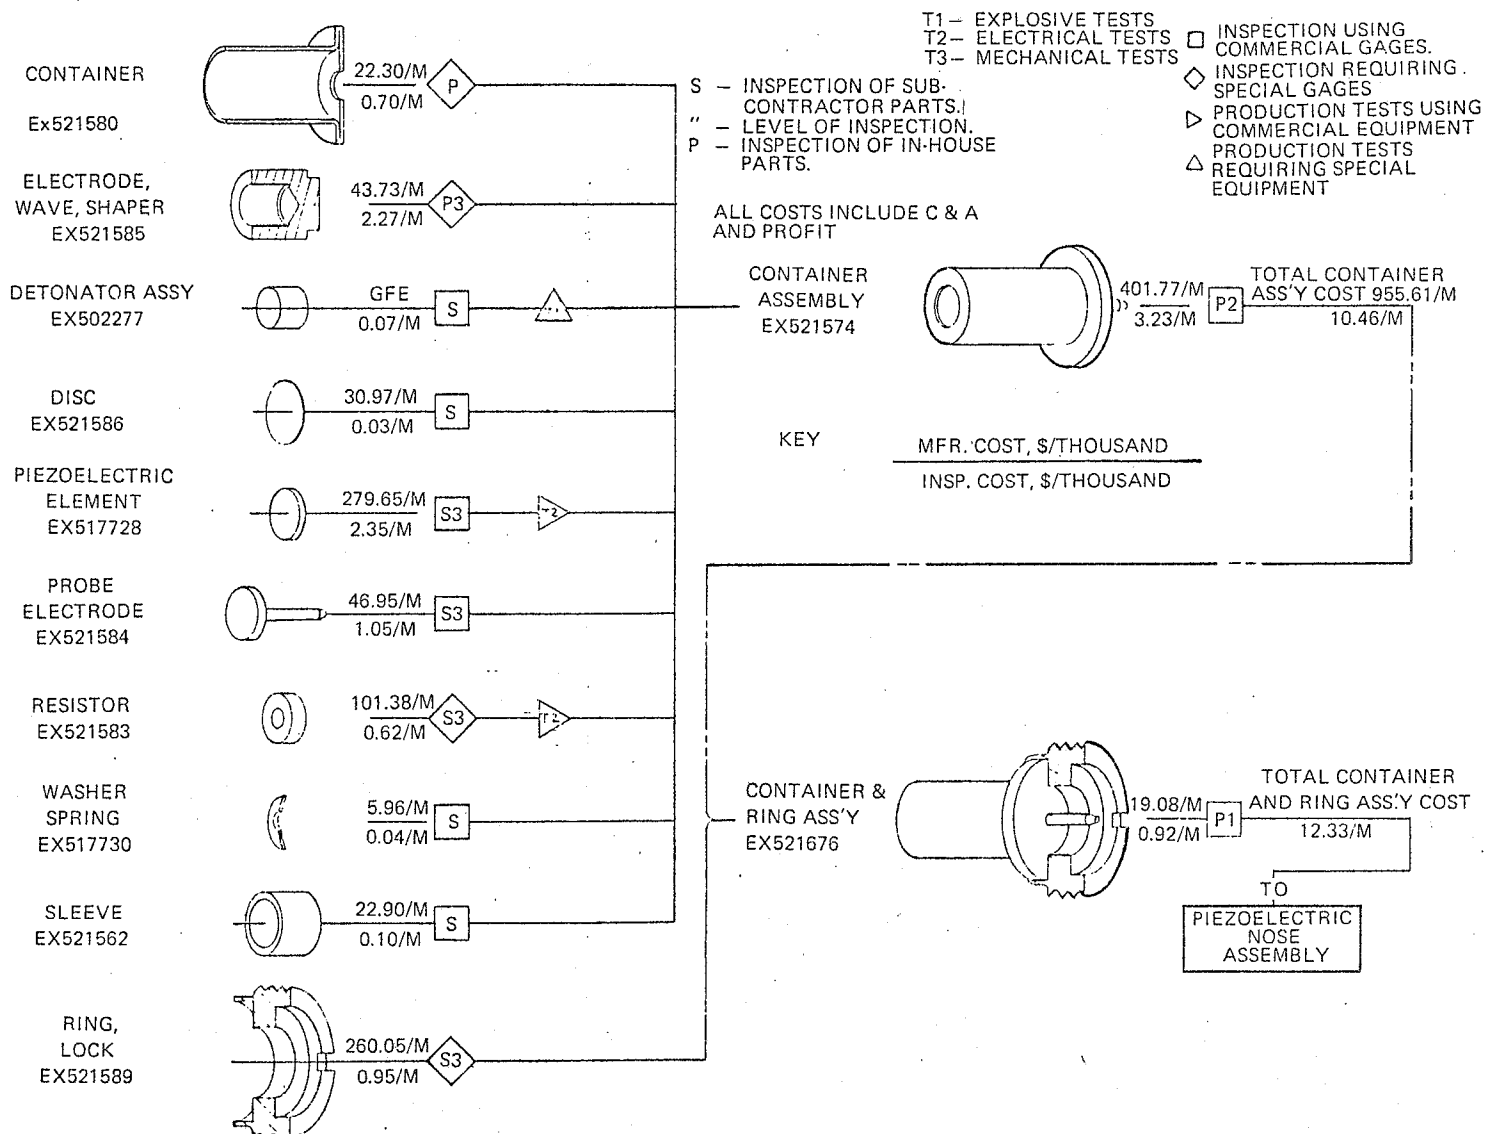 T1– EXPLOSIVE TESTS
T2– ELECTRICAL TESTS
T3– MECHANICAL TESTS
INSPECTION USING
COMMERCIAL GAGES.
INSPECTION REQUIRING.
SPECIAL GAGES
PRODUCTION TESTS USING
COMMERCIAL EQUIPMENT
PRODUCTION TESTS
REQUIRING SPECIAL
EQUIPMENT
S – INSPECTION OF SUB-
CONTRACTOR PARTS.
" – LEVEL OF INSPECTION.
P – INSPECTION OF IN-HOUSE
PARTS.
ALL COSTS INCLUDE C & A
AND PROFIT
CONTAINER
Ex521580
22.30/M
0.70/M
P
ELECTRODE,
WAVE, SHAPER
EX521585
43.73/M
2.27/M
P3
DETONATOR ASSY
EX502277
GFE
0.07/M
S
DISC
EX521586
30.97/M
0.03/M
S
PIEZOELECTRIC
ELEMENT
EX517728
279.65/M
2.35/M
S3
T2
PROBE
ELECTRODE
EX521584
46.95/M
1.05/M
S3
RESISTOR
EX521583
101.38/M
0.62/M
S3
T2
WASHER
SPRING
EX517730
5.96/M
0.04/M
S
SLEEVE
EX521562
22.90/M
0.10/M
S
RING,
LOCK
EX521589
260.05/M
0.95/M
S3
CONTAINER
ASSEMBLY
EX521574
401.77/M
3.23/M
P2
TOTAL CONTAINER
ASS'Y COST 955.61/M
10.46/M
KEY
MFR. COST, $/THOUSAND
INSP. COST, $/THOUSAND
CONTAINER &
RING ASS'Y
EX521676
19.08/M
0.92/M
P1
TOTAL CONTAINER
AND RING ASS'Y COST
12.33/M
TO
PIEZOELECTRIC
NOSE
ASSEMBLY